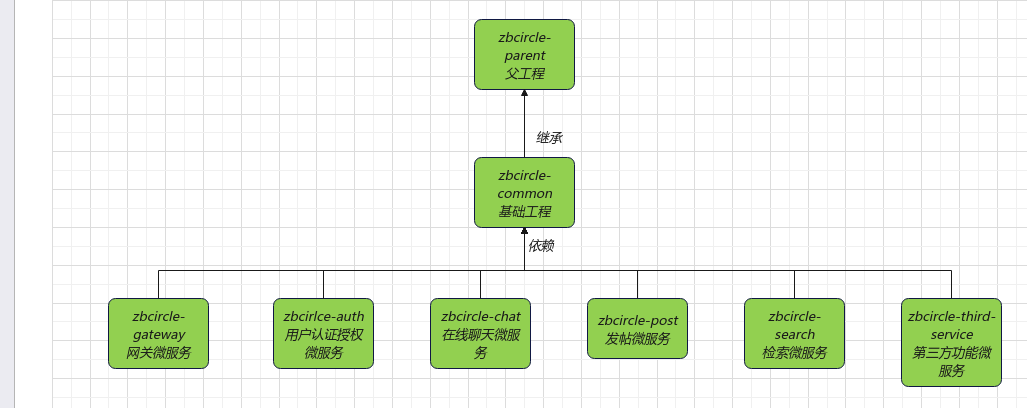 zbcircle-
parent
父工程
继承
zbcircle-
common
基础工程
依赖
zbcircle-
gateway
网关微服务
zbcirlce-auth
用户认证授权
微服务
zbcircle-chat
在线聊天微服
务
zbcircle-post
发帖微服务
zbcircle-
search
检索微服务
zbcircle-third-
service
第三方功能微
服务